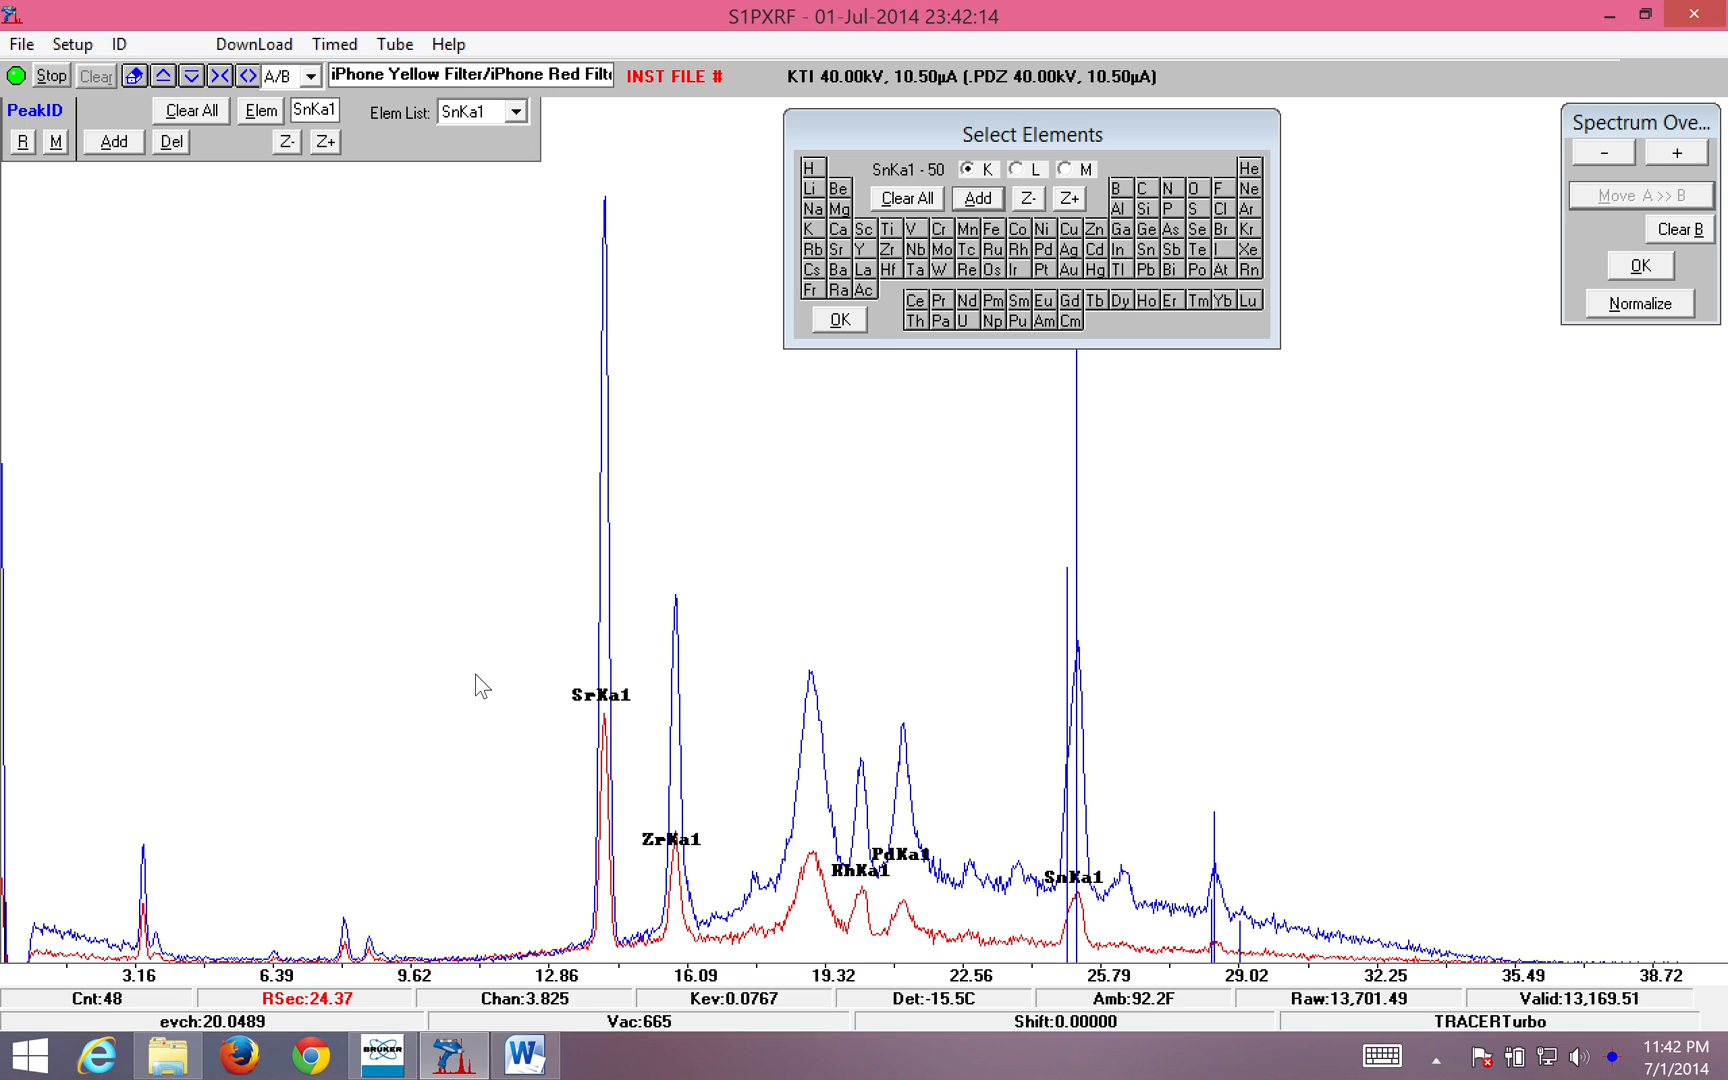 S1PXRF - 01-Jul-2014 23:42:14
File Setup ID DownLoad Timed Tube Help
Stop Clear A/B iPhone Yellow Filter/iPhone Red Filt INST FILE # KTI 40.00kV, 10.50µA (.PDZ 40.00kV, 10.50µA)
PeakID Clear All Elem SnKa1 Elem List: SnKa1
R M Add Del Z- Z+
Select Elements
SnKa1 - 50 K L M
Clear All Add Z- Z+
H He
Li Be B C N O F Ne
Na Mg Al Si P S Cl Ar
K Ca Sc Ti V Cr Mn Fe Co Ni Cu Zn Ga Ge As Se Br Kr
Rb Sr Y Zr Nb Mo Tc Ru Rh Pd Ag Cd In Sn Sb Te I Xe
Cs Ba La Hf Ta W Re Os Ir Pt Au Hg Tl Pb Bi Po At Rn
Fr Ra Ac
Ce Pr Nd Pm Sm Eu Gd Tb Dy Ho Er Tm Yb Lu
Th Pa U Np Pu Am Cm
OK
Spectrum Ove...
- +
Move A >> B
Clear B
OK
Normalize
SrKa1
ZrKa1
PdKa1
RhKa1
SnKa1
3.16 6.39 9.62 12.86 16.09 19.32 22.56 25.79 29.02 32.25 35.49 38.72
Cnt:48 RSec:24.37 Chan:3.825 Kev:0.0767 Det:-15.5C Amb:92.2F Raw:13,701.49 Valid:13,169.51
evch:20.0489 Vac:665 Shift:0.00000 TRACERTurbo
BRUKER
11:42 PM
7/1/2014